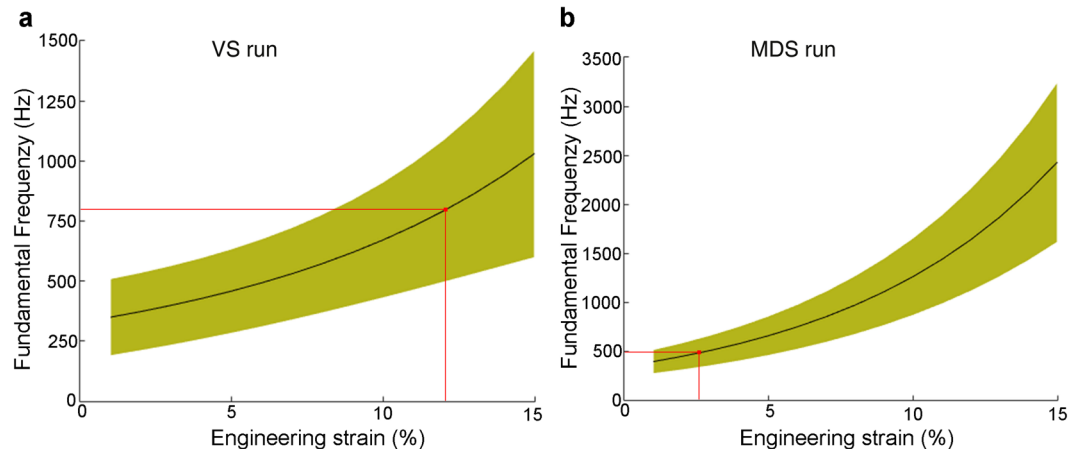 a
VS run
Fundamental Frequenzy (Hz)
1500
1250
1000
750
500
250
0
0
5
10
15
Engineering strain (%)
b
MDS run
Fundamental Frequenzy (Hz)
3500
3000
2500
2000
1500
1000
500
0
0
5
10
15
Engineering strain (%)